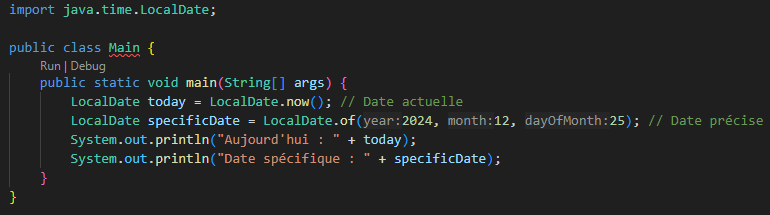 import java.time.LocalDate;
public class Main {
Run | Debug
public static void main(String[] args) {
LocalDate today = LocalDate.now(); // Date actuelle
LocalDate specificDate = LocalDate.of(year:2024, month:12, dayOfMonth:25); // Date précise
System.out.println("Aujourd'hui : " + today);
System.out.println("Date spécifique : " + specificDate);
}
}